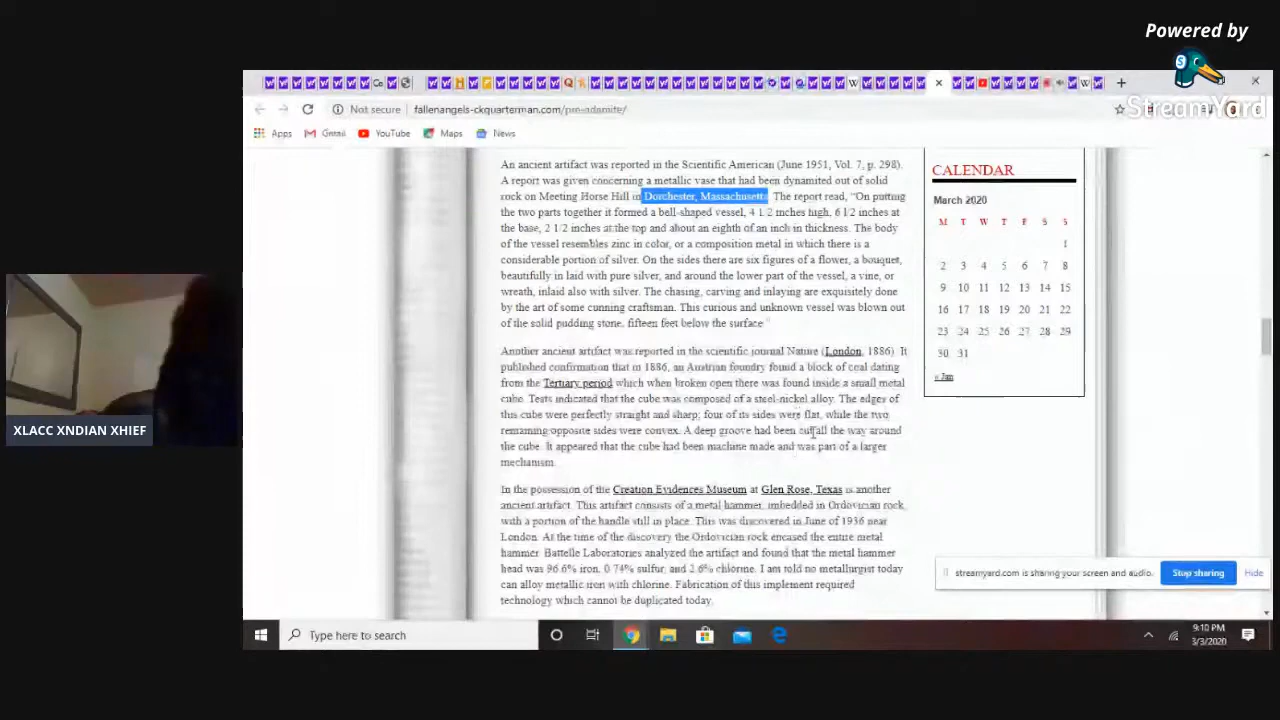 Powered by
StreamYard
Not secure
fallenangels-ckquarterman.com/pre-adamite/
Apps
Gmail
YouTube
Maps
News
An ancient artifact was reported in the Scientific American (June 1951, Vol. 7, p. 298).
A report was given concerning a metallic vase that had been dynamited out of solid
rock on Meeting Horse Hill in Dorchester, Massachusetts. The report read, "On putting
the two parts together it formed a bell-shaped vessel, 4 1/2 inches high, 6 1/2 inches at
the base, 2 1/2 inches at the top and about an eighth of an inch in thickness. The body
of the vessel resembles zinc in color, or a composition metal in which there is a
considerable portion of silver. On the sides there are six figures of a flower, a bouquet,
beautifully in laid with pure silver, and around the lower part of the vessel, a vine, or
wreath, inlaid also with silver. The chasing, carving and inlaying are exquisitely done
by the art of some cunning craftsman. This curious and unknown vessel was blown out
of the solid pudding stone, fifteen feet below the surface."
Another ancient artifact was reported in the scientific journal Nature (London, 1886). It
published confirmation that in 1886, an Austrian foundry found a block of coal dating
from the Tertiary period which when broken open there was found inside a small metal
cube. Tests indicated that the cube was composed of a steel-nickel alloy. The edges of
this cube were perfectly straight and sharp; four of its sides were flat, while the two
remaining opposite sides were convex. A deep groove had been cut all the way around
the cube. It appeared that the cube had been machine made and was part of a larger
mechanism.
In the possession of the Creation Evidences Museum at Glen Rose, Texas is another
ancient artifact. This artifact consists of a metal hammer, imbedded in Ordovician rock,
with a portion of the handle still in place. This was discovered in June of 1936 near
London. At the time of the discovery the Ordovician rock encased the entire metal
hammer. Battelle Laboratories analyzed the artifact and found that the metal hammer
head was 96.6% iron, 0.74% sulfur, and 2.6% chlorine. I am told no metallurgist today
can alloy metallic iron with chlorine. Fabrication of this implement required
technology which cannot be duplicated today.
CALENDAR
March 2020
M T W T F S S
1
2 3 4 5 6 7 8
9 10 11 12 13 14 15
16 17 18 19 20 21 22
23 24 25 26 27 28 29
30 31
« Jan
XLACC XNDIAN XHIEF
streamyard.com is sharing your screen and audio.
Stop sharing
Hide
Type here to search
9:10 PM
3/3/2020